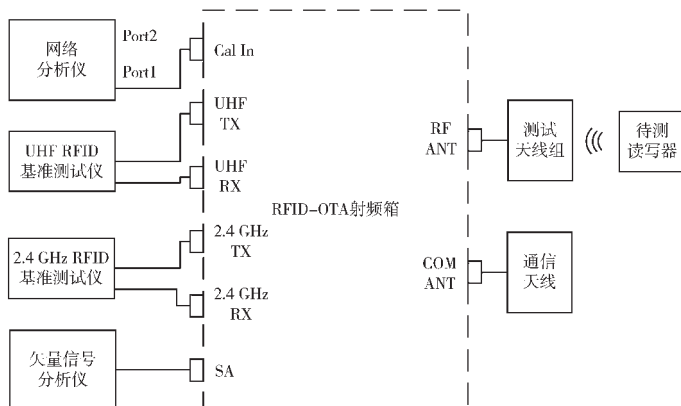 网络
分析仪
Port2
Port1
Cal In
UHF
TX
UHF RFID
基准测试仪
UHF
RX
RFID-OTA射频箱
2.4 GHz RFID
基准测试仪
2.4 GHz
TX
2.4 GHz
RX
矢量信号
分析仪
SA
RF
ANT
测试
天线组
待测
读写器
COM
ANT
通信
天线